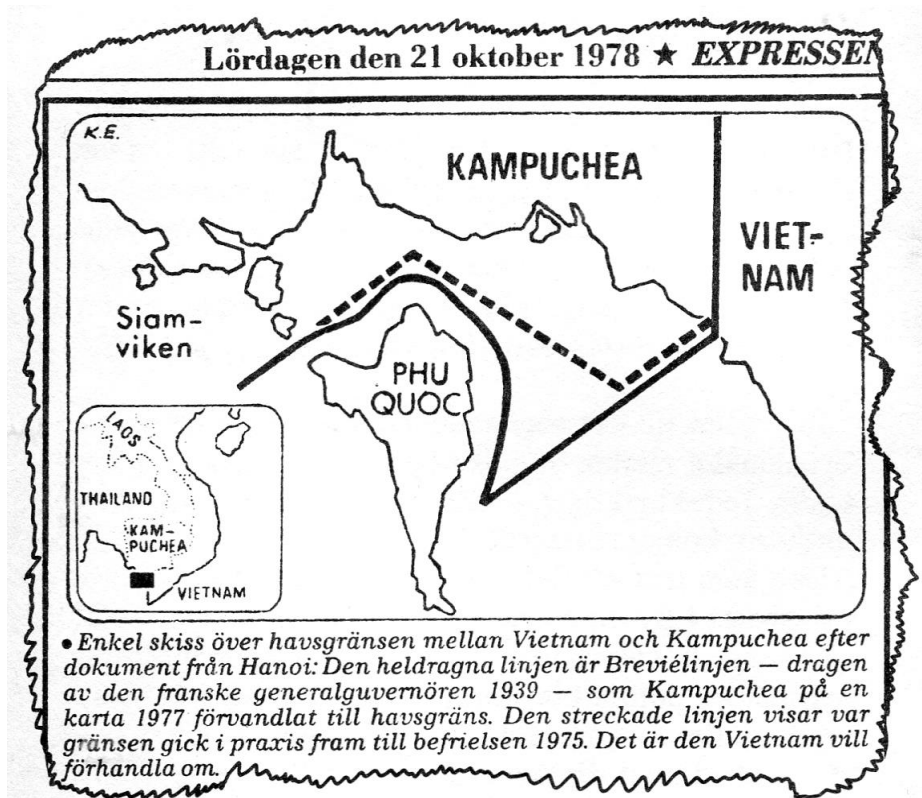 Lördagen den 21 oktober 1978 ★ EXPRESSEN
K.E.
KAMPUCHEA
VIET-
NAM
Siam-
viken
PHU
QUOC
LAOS
THAILAND
KAM-
PUCHEA
VIETNAM
• Enkel skiss över havsgränsen mellan Vietnam och Kampuchea efter
dokument från Hanoi: Den heldragna linjen är Breviélinjen — dragen
av den franske generalguvernören 1939 — som Kampuchea på en
karta 1977 förvandlat till havsgräns. Den streckade linjen visar var
gränsen gick i praxis fram till befrielsen 1975. Det är den Vietnam vill
förhandla om.